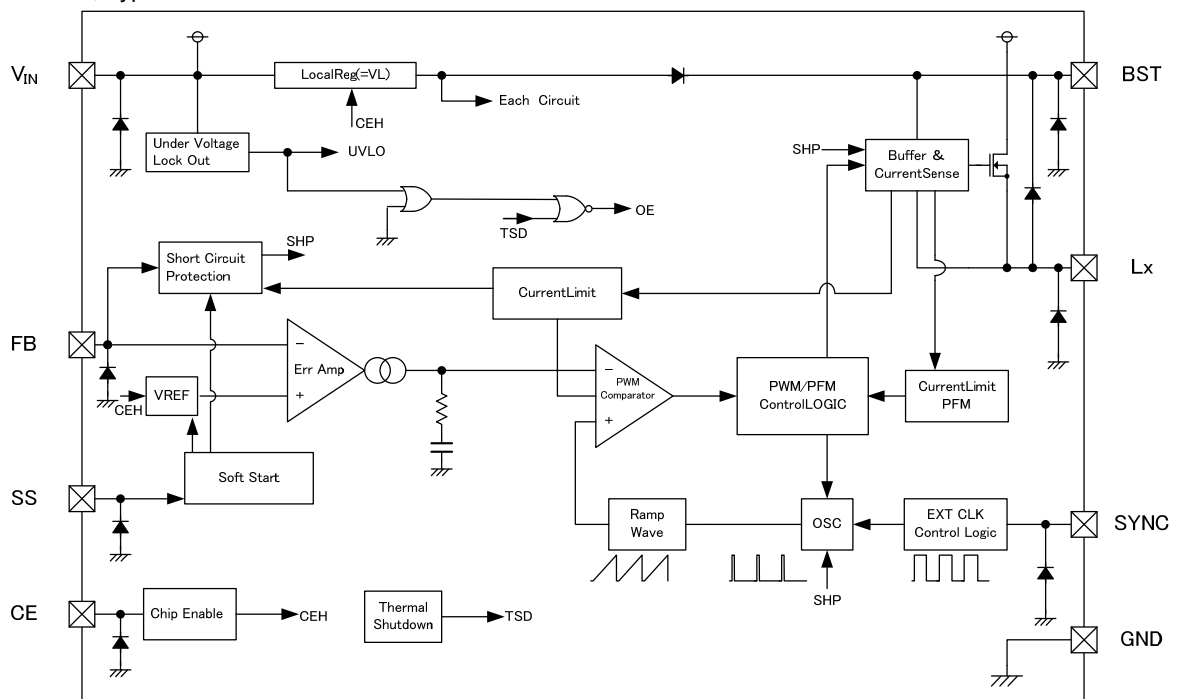 VIN
LocalReg(=VL)
BST
Each Circuit
CEH
Under Voltage
Lock Out
UVLO
SHP
Buffer &
CurrentSense
TSD
OE
Short Circuit
Protection
SHP
CurrentLimit
Lx
FB
−
Err Amp
+
CEH
VREF
−
PWM
Comparator
+
PWM/PFM
ControlLOGIC
CurrentLimit
PFM
Soft Start
SS
Ramp
Wave
OSC
EXT CLK
Control Logic
SYNC
SHP
CE
Chip Enable
CEH
Thermal
Shutdown
TSD
GND